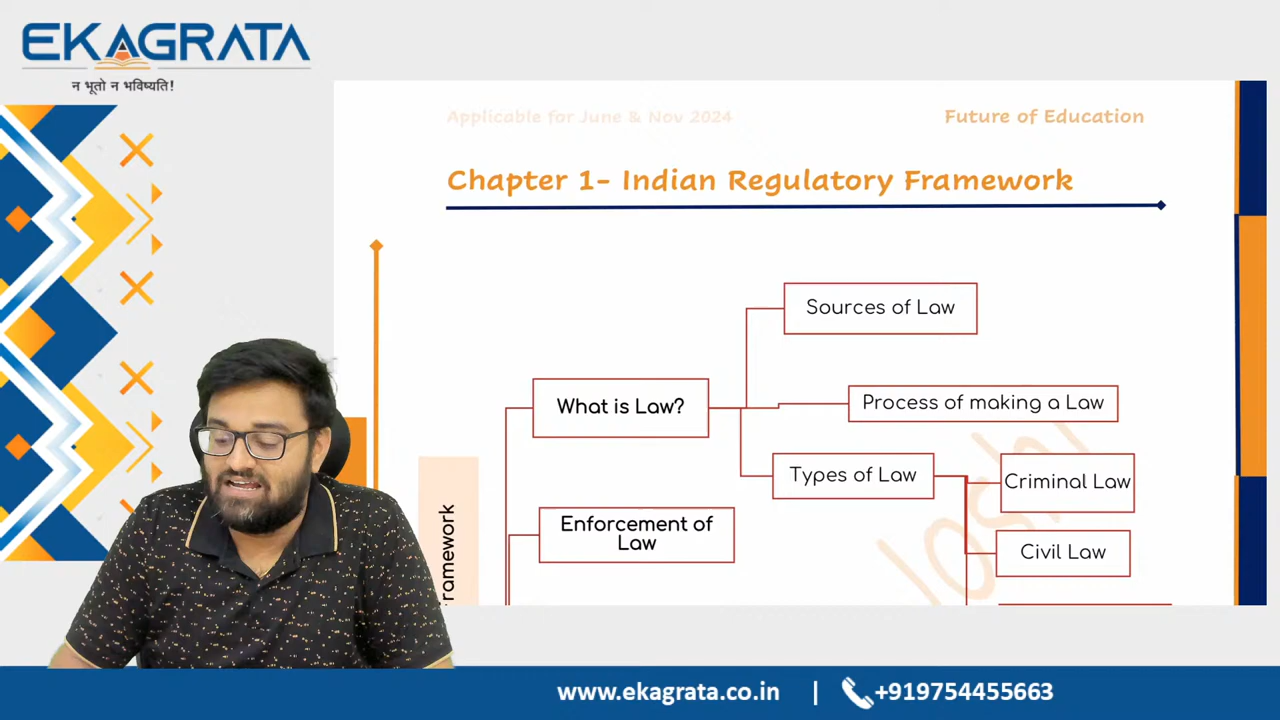 EKAGRATA
न भूतो न भविष्यति!
Applicable for June & Nov 2024
Future of Education
Chapter 1- Indian Regulatory Framework
Sources of Law
What is Law?
Process of making a Law
Types of Law
Criminal Law
Enforcement of
Law
Civil Law
ramework
Joshi
www.ekagrata.co.in | +919754455663